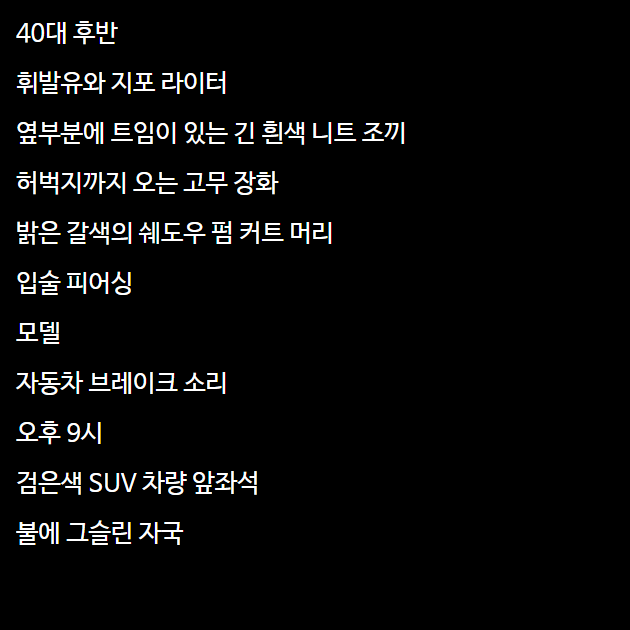 40대 후반
휘발유와 지포 라이터
옆부분에 트임이 있는 긴 흰색 니트 조끼
허벅지까지 오는 고무 장화
밝은 갈색의 쉐도우 펌 커트 머리
입술 피어싱
모델
자동차 브레이크 소리
오후 9시
검은색 SUV 차량 앞좌석
불에 그슬린 자국